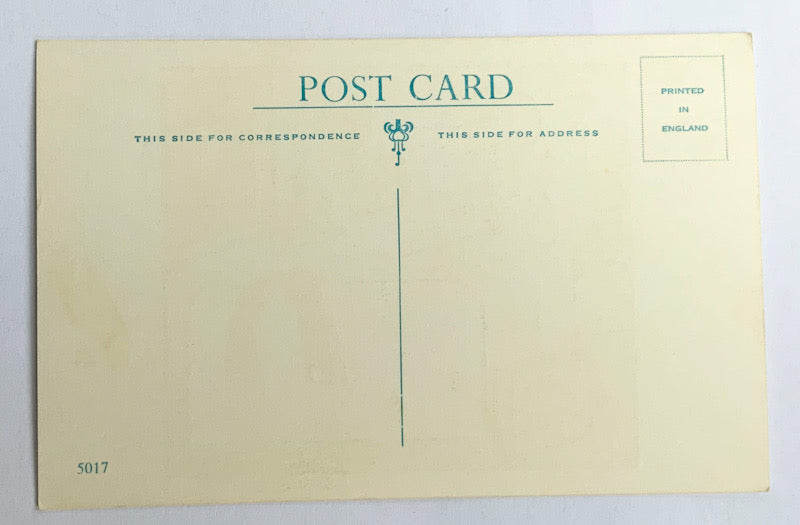 POST CARD
THIS SIDE FOR CORRESPONDENCE
THIS SIDE FOR ADDRESS
PRINTED
IN
ENGLAND
5017